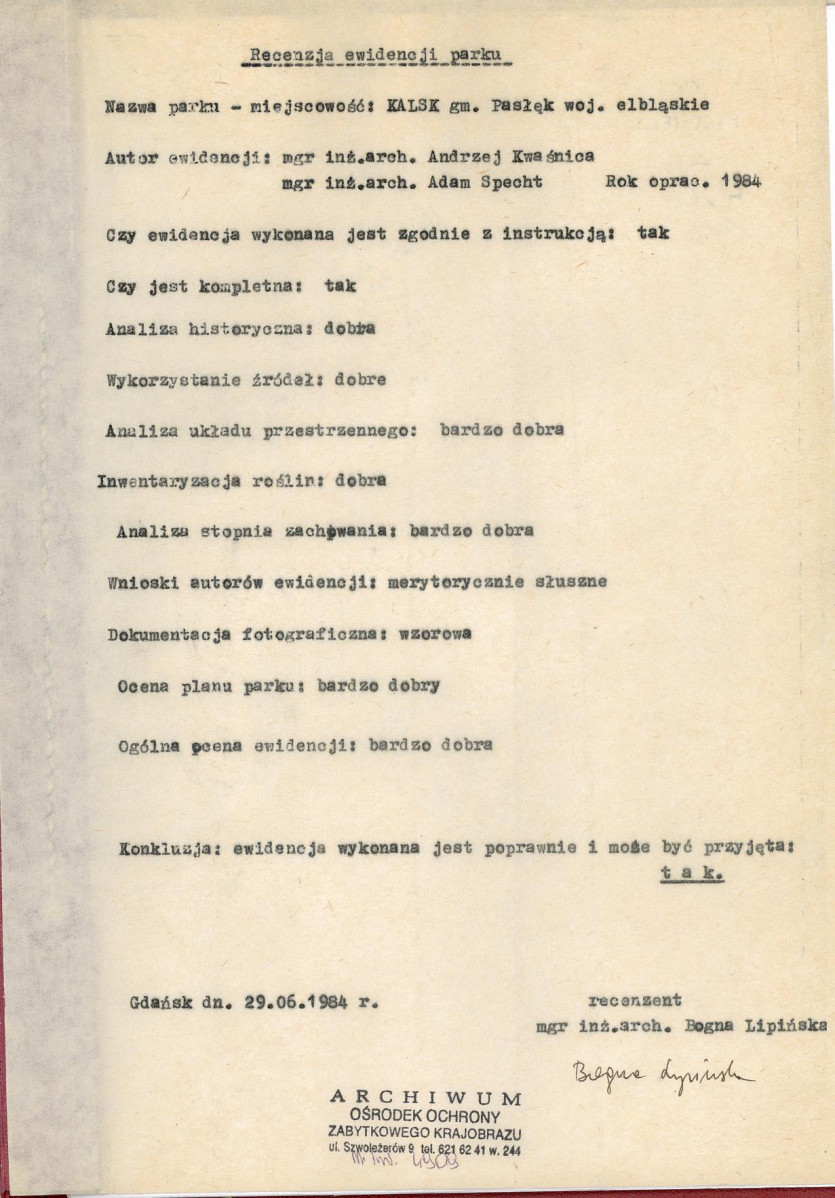 Recenzja ewidencji parku
Nazwa parku - miejscowość: KALSK gm. Pasłęk woj. elbląskie
Autor ewidencji: mgr inż.arch. Andrzej Kwaśnica
mgr inż.arch. Adam Specht Rok oprac. 1984
Czy ewidencja wykonana jest zgodnie z instrukcją: tak
Czy jest kompletna: tak
Analiza historyczna: dobra
Wykorzystanie źródeł: dobre
Analiza układu przestrzennego: bardzo dobra
Inwentaryzacja roślin: dobra
Analiza stopnia zachowania: bardzo dobra
Wnioski autorów ewidencji: merytorycznie słuszne
Dokumentacja fotograficzna: wzorowa
Ocena planu parku: bardzo dobry
Ogólna ocena ewidencji: bardzo dobra
Konkluzja: ewidencja wykonana jest poprawnie i może być przyjęta:
t a k.
Gdańsk dn. 29.06.1984 r.
recenzent
mgr inż.arch. Bogna Lipińska
Bogna Lipińska
ARCHIWUM
OŚRODEK OCHRONY
ZABYTKOWEGO KRAJOBRAZU
ul. Szwoleżerów 9 tel. 621 62 41 w. 244